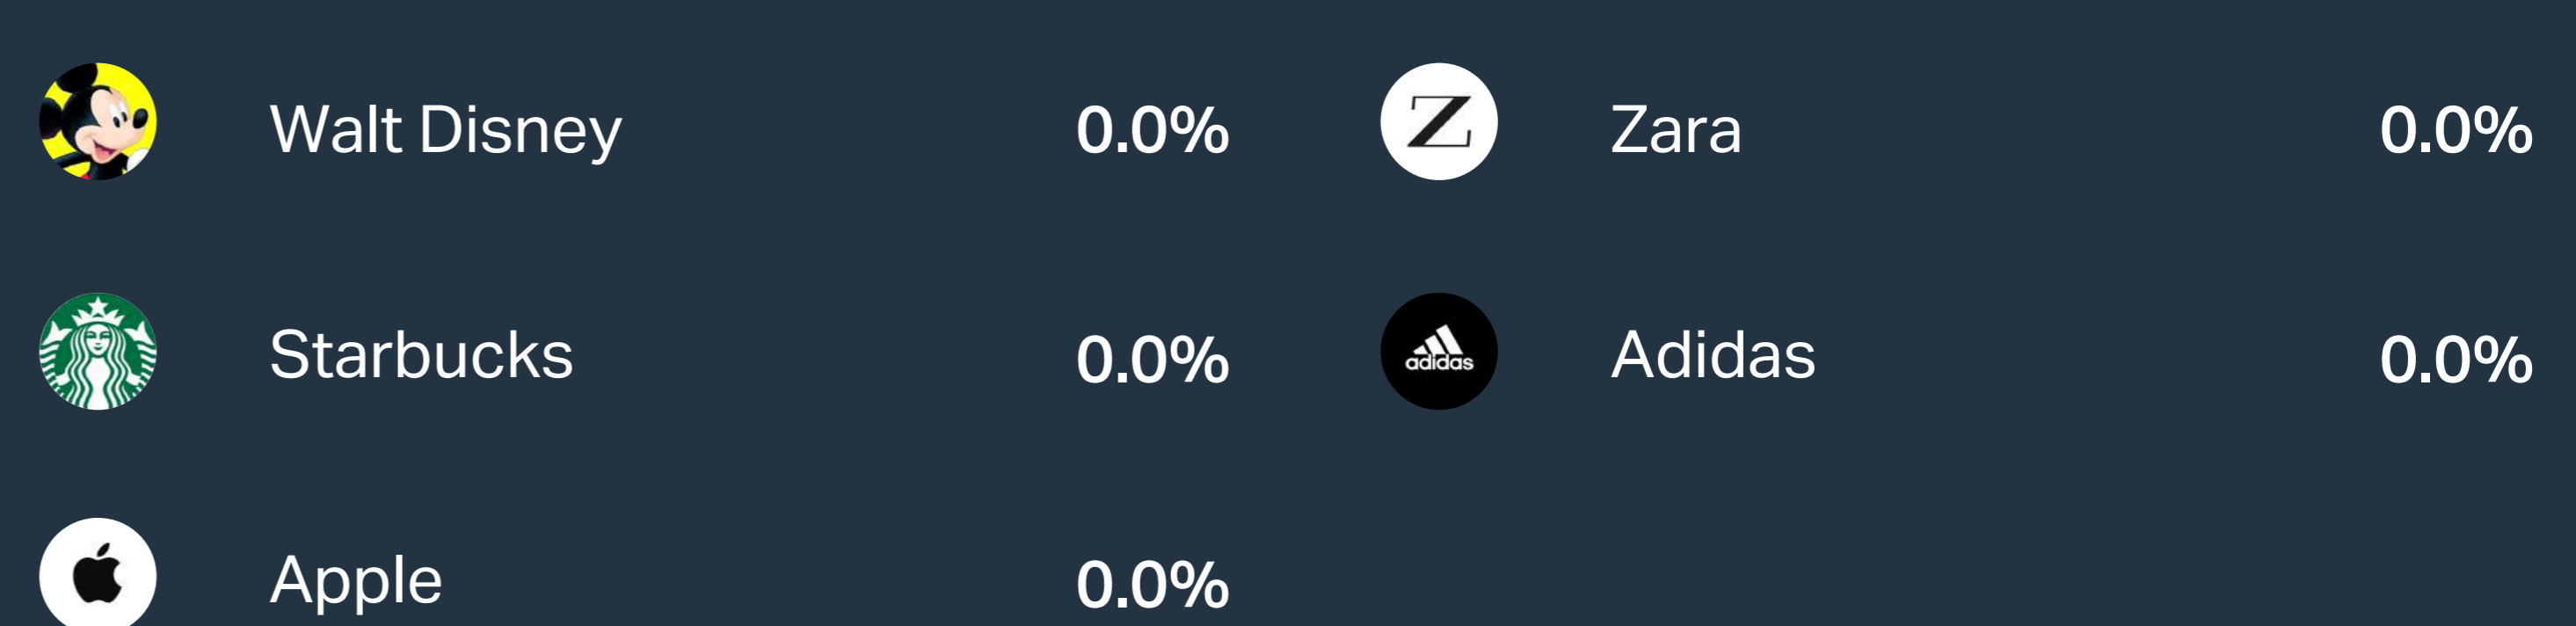 Walt Disney 0.0% Z Zara 0.0%
Starbucks 0.0% adidas Adidas 0.0%
Apple 0.0%